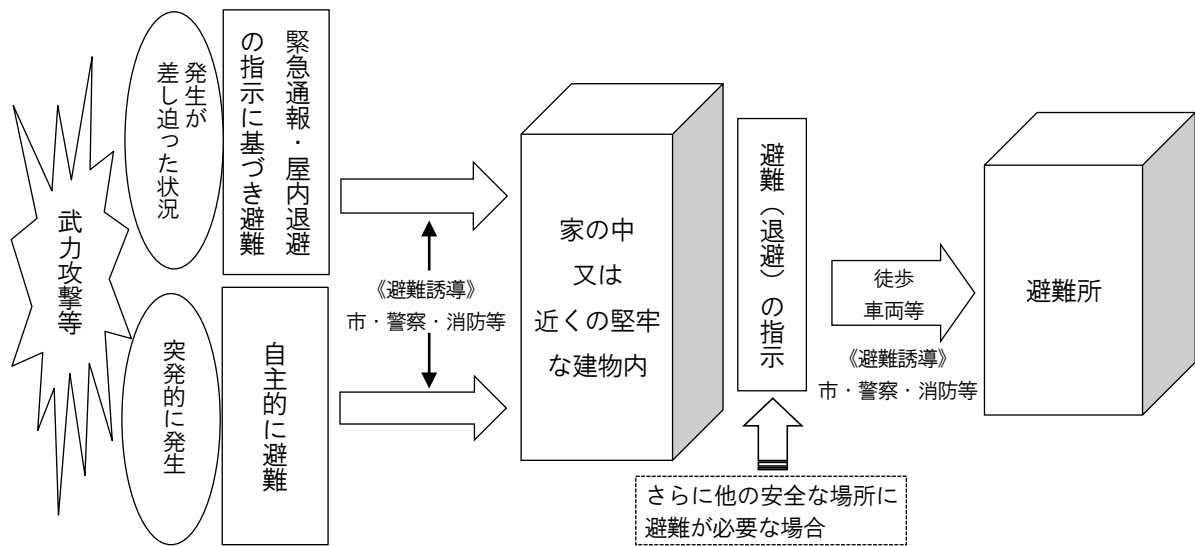 武力攻撃等
発生が
差し迫った状況
緊急通報・屋内退避
の指示に基づき避難
突発的に発生
自主的に避難
《避難誘導》
市・警察・消防等
家の中
又は
近くの堅牢
な建物内
避難（退避）の指示
さらに他の安全な場所に
避難が必要な場合
徒歩
車両等
《避難誘導》
市・警察・消防等
避難所